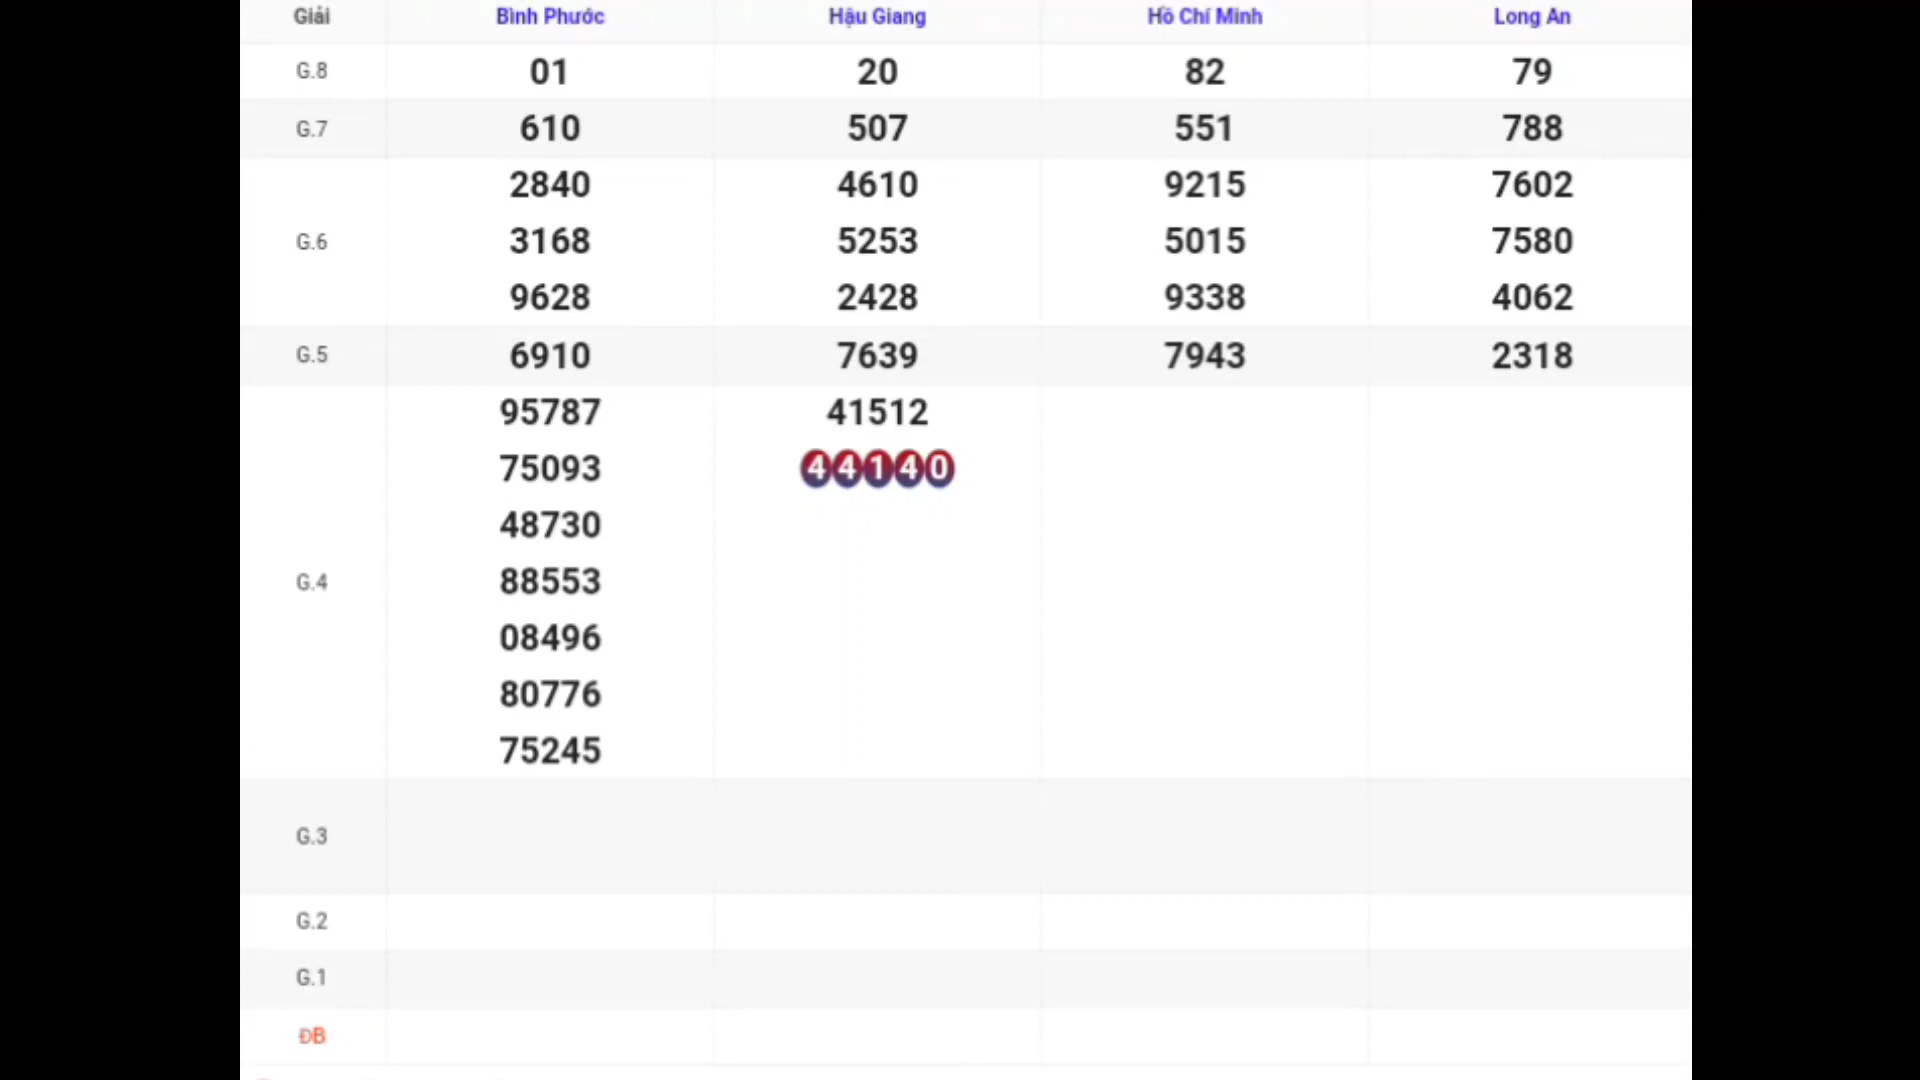 Giải Bình Phước Hậu Giang Hồ Chí Minh Long An
G.8 01 20 82 79
G.7 610 507 551 788
2840 4610 9215 7602
G.6 3168 5253 5015 7580
9628 2428 9338 4062
G.5 6910 7639 7943 2318
95787 41512
75093 44140
48730
G.4 88553
08496
80776
75245
G.3
G.2
G.1
ĐB